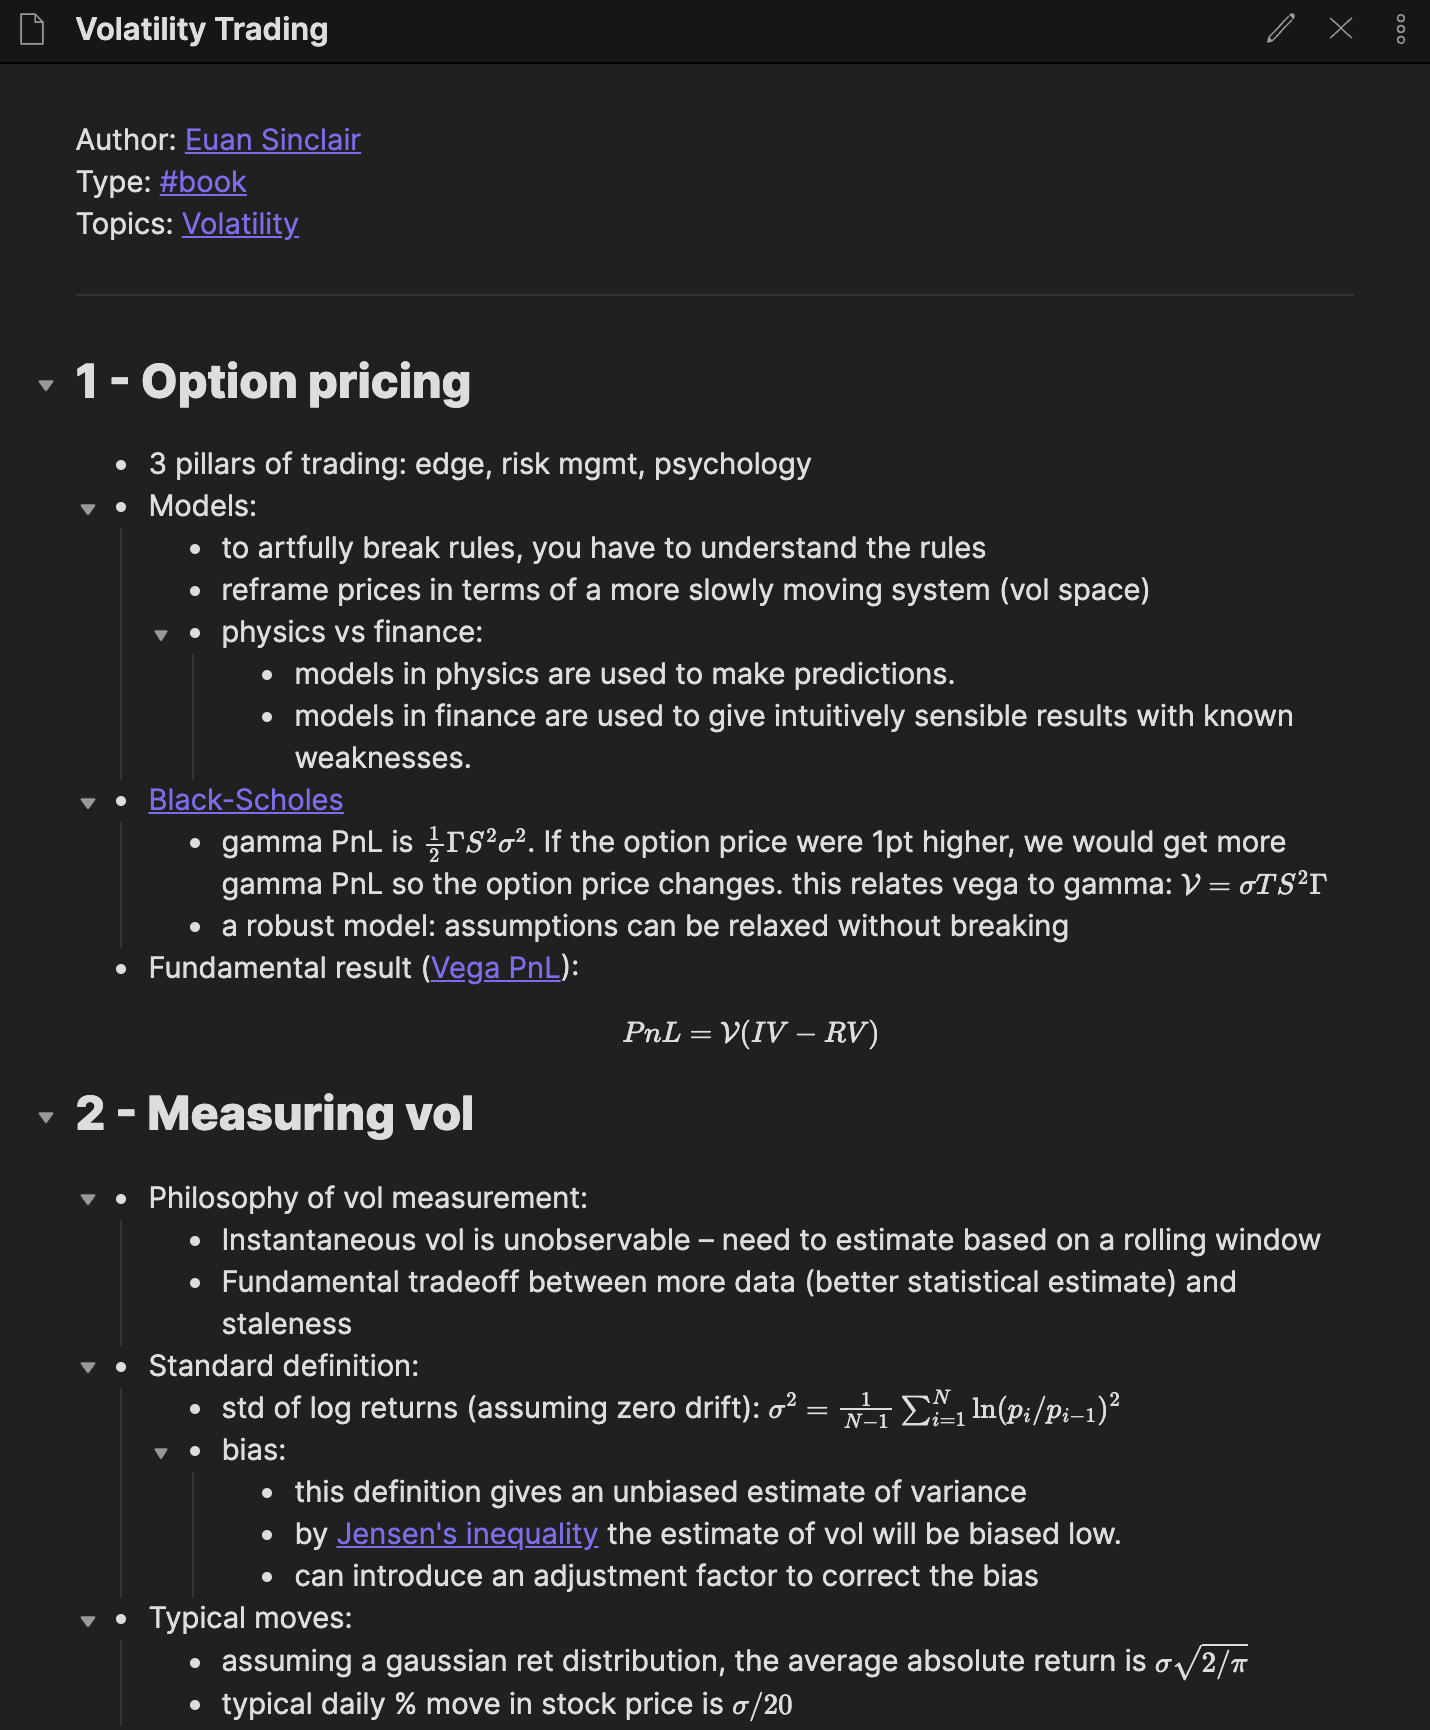 Volatility Trading
Author: Euan Sinclair
Type: #book
Topics: Volatility
1 - Option pricing
• 3 pillars of trading: edge, risk mgmt, psychology
• Models:
• to artfully break rules, you have to understand the rules
• reframe prices in terms of a more slowly moving system (vol space)
• physics vs finance:
• models in physics are used to make predictions.
• models in finance are used to give intuitively sensible results with known
weaknesses.
• Black-Scholes
• gamma PnL is $\frac{1}{2}\Gamma S^2\sigma^2$. If the option price were 1pt higher, we would get more
gamma PnL so the option price changes. this relates vega to gamma: $\mathcal{V} = \sigma T S^2 \Gamma$
• a robust model: assumptions can be relaxed without breaking
• Fundamental result (Vega PnL):
$PnL = \mathcal{V}(IV - RV)$
2 - Measuring vol
• Philosophy of vol measurement:
• Instantaneous vol is unobservable – need to estimate based on a rolling window
• Fundamental tradeoff between more data (better statistical estimate) and
staleness
• Standard definition:
• std of log returns (assuming zero drift): $\sigma^2 = \frac{1}{N-1} \sum_{i=1}^{N} \ln(p_i/p_{i-1})^2$
• bias:
• this definition gives an unbiased estimate of variance
• by Jensen's inequality the estimate of vol will be biased low.
• can introduce an adjustment factor to correct the bias
• Typical moves:
• assuming a gaussian ret distribution, the average absolute return is $\sigma\sqrt{2/\pi}$
• typical daily % move in stock price is $\sigma/20$